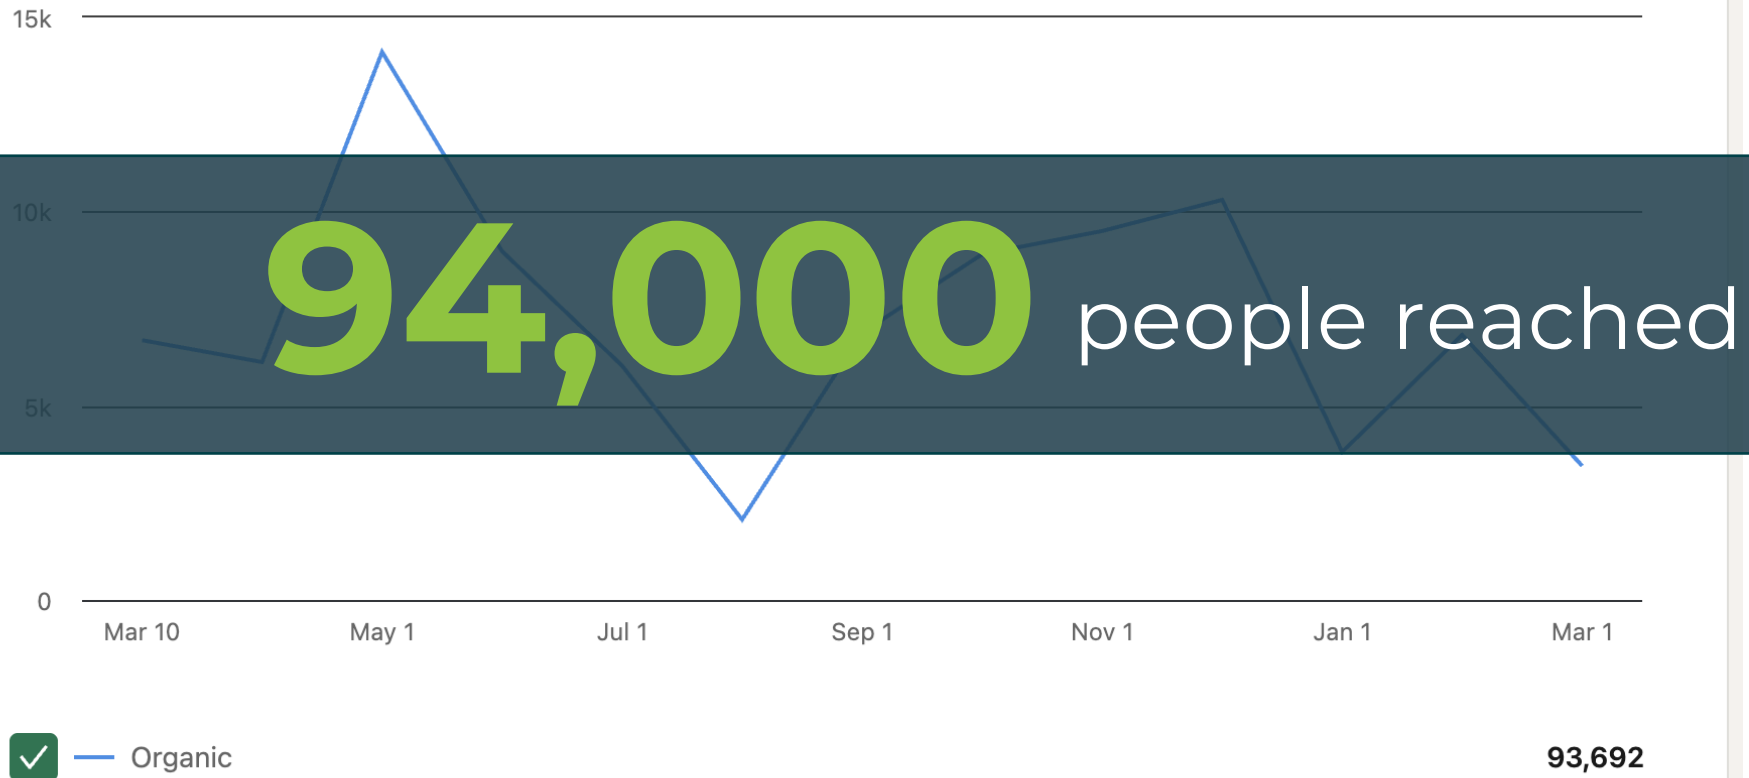 15k
10k
94,000 people reached
5k
0
Mar 10 May 1 Jul 1 Sep 1 Nov 1 Jan 1 Mar 1
Organic 93,692